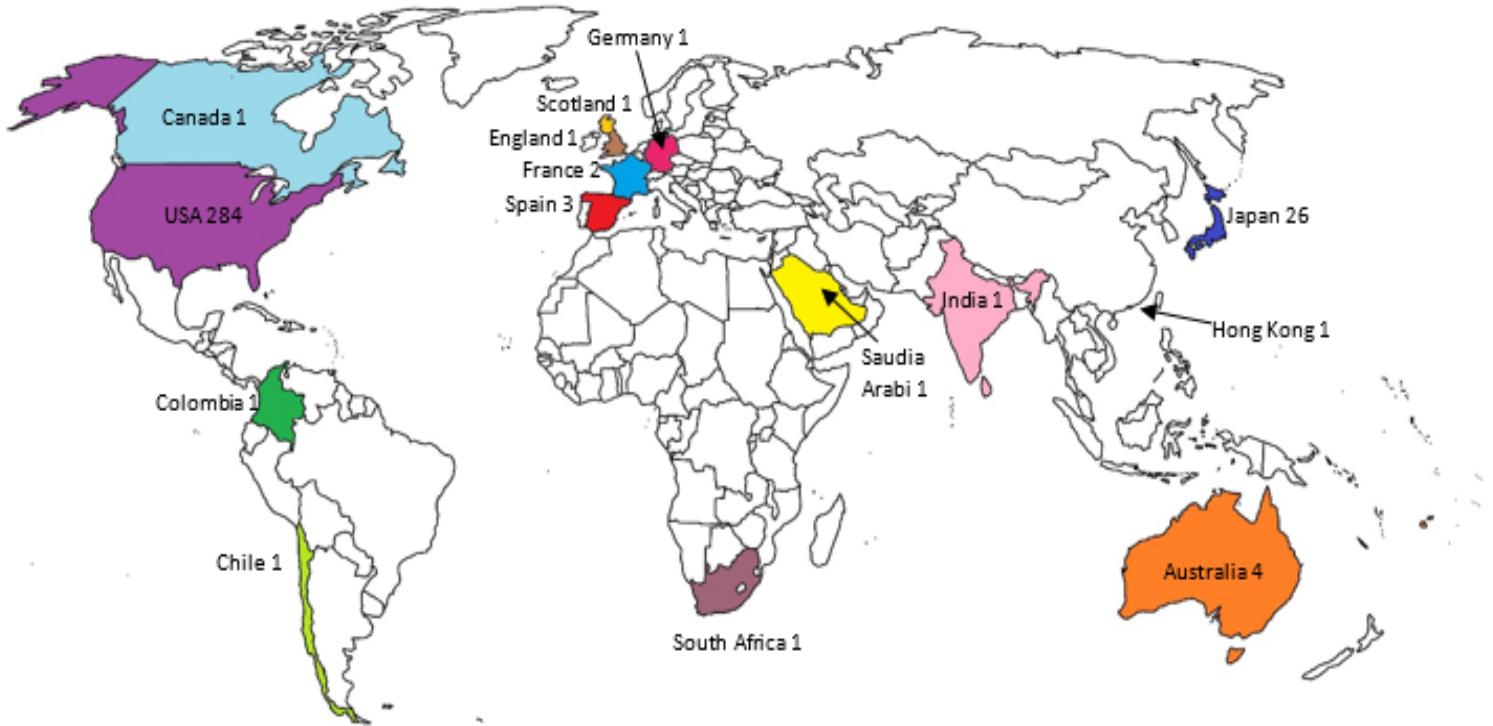 Germany 1
Scotland 1
Canada 1
England 1
France 2
Spain 3
USA 284
Japan 26
India 1
Hong Kong 1
Saudia
Arabi 1
Colombia 1
Chile 1
Australia 4
South Africa 1